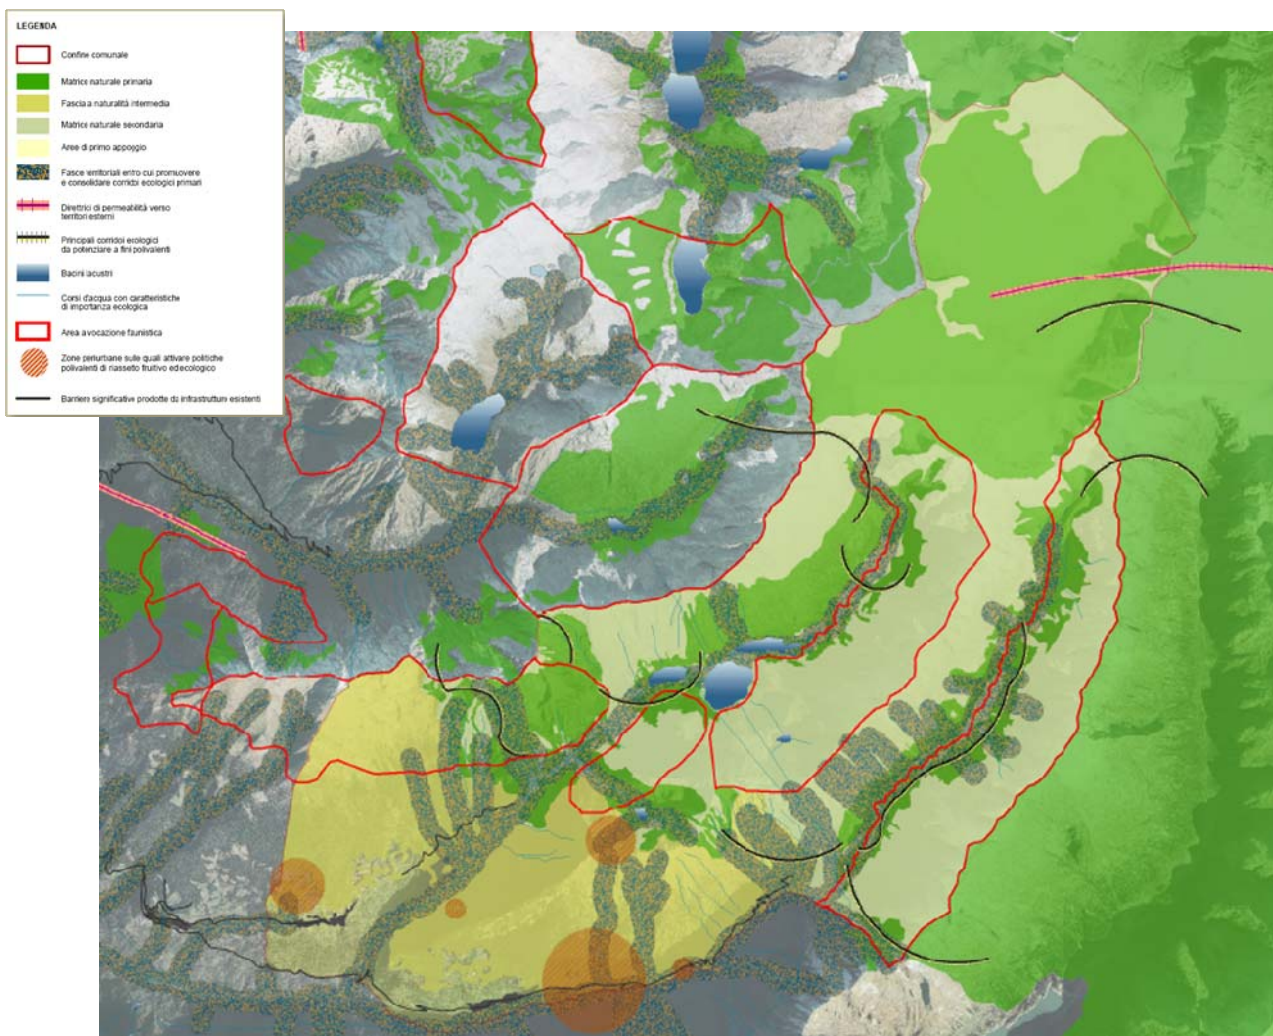 LEGENDA
Confine comunale
Matrice naturale primaria
Fascia a naturalità intermedia
Matrice naturale secondaria
Aree di primo appoggio
Fasce territoriali entro cui promuovere
e consolidare corridoi ecologici primari
Direttrici di permeabilità verso
territori esterni
Principali corridoi ecologici
da potenziare a fini polivalenti
Bacini lacustri
Corsi d'acqua con caratteristiche
di importanza ecologica
Area a vocazione faunistica
Zone periurbane sulle quali attivare politiche
polivalenti di riassetto fruitivo ed ecologico
Barriere significative prodotte da infrastrutture esistenti